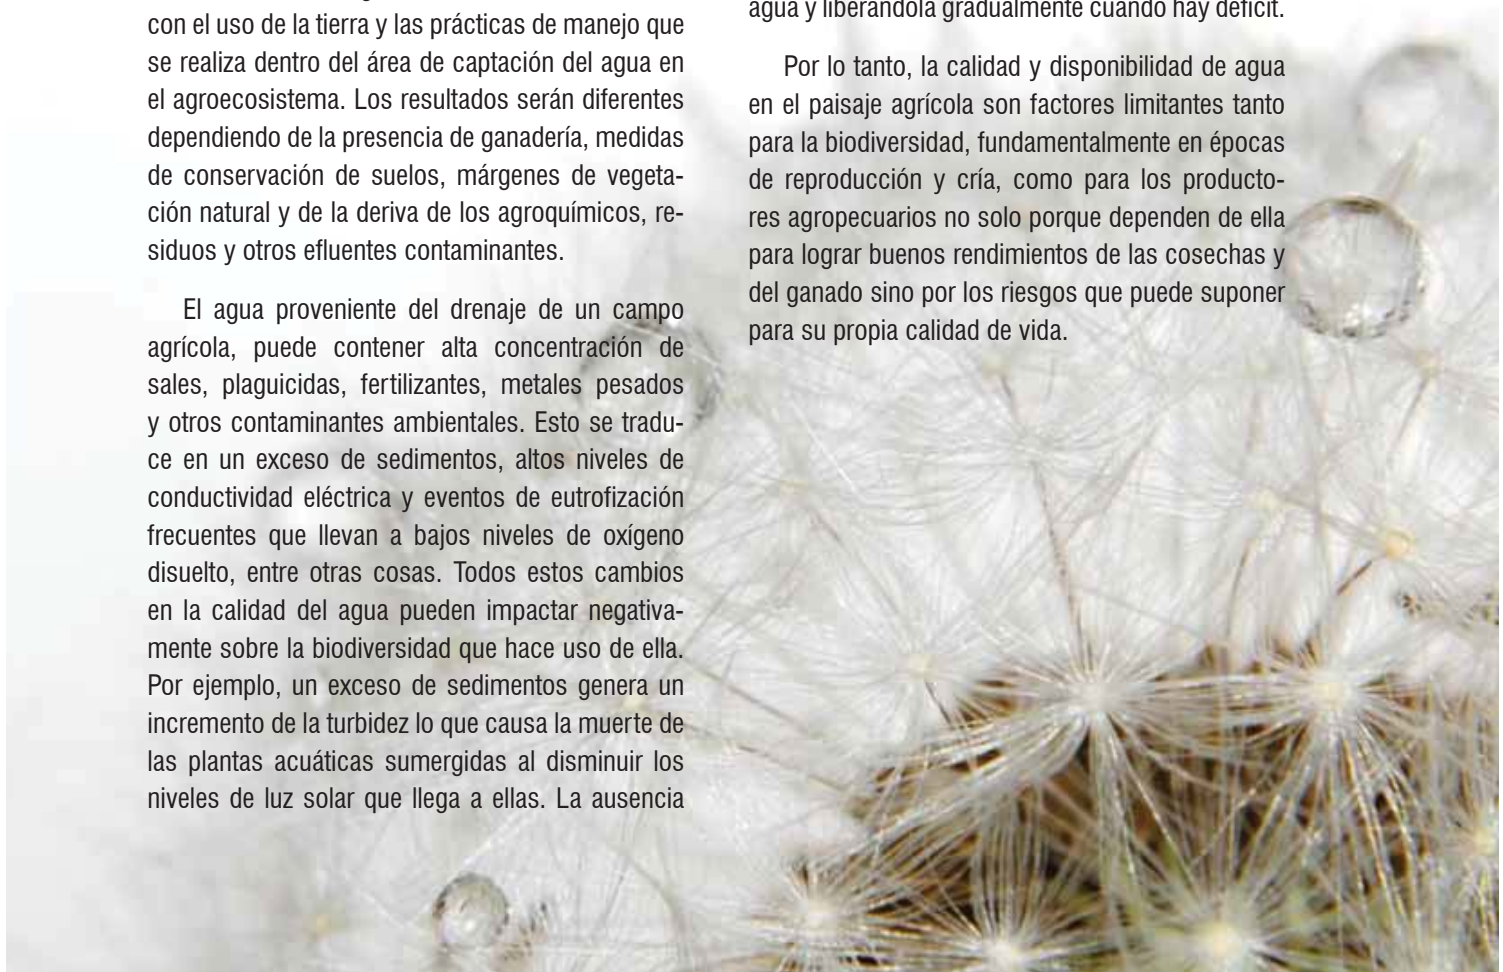 con el uso de la tierra y las prácticas de manejo que
se realiza dentro del área de captación del agua en
el agroecosistema. Los resultados serán diferentes
dependiendo de la presencia de ganadería, medidas
de conservación de suelos, márgenes de vegeta-
ción natural y de la deriva de los agroquímicos, re-
siduos y otros efluentes contaminantes.
El agua proveniente del drenaje de un campo
agrícola, puede contener alta concentración de
sales, plaguicidas, fertilizantes, metales pesados
y otros contaminantes ambientales. Esto se tradu-
ce en un exceso de sedimentos, altos niveles de
conductividad eléctrica y eventos de eutrofización
frecuentes que llevan a bajos niveles de oxígeno
disuelto, entre otras cosas. Todos estos cambios
en la calidad del agua pueden impactar negativa-
mente sobre la biodiversidad que hace uso de ella.
Por ejemplo, un exceso de sedimentos genera un
incremento de la turbidez lo que causa la muerte de
las plantas acuáticas sumergidas al disminuir los
niveles de luz solar que llega a ellas. La ausencia
agua y liberándola gradualmente cuando hay déficit.
Por lo tanto, la calidad y disponibilidad de agua
en el paisaje agrícola son factores limitantes tanto
para la biodiversidad, fundamentalmente en épocas
de reproducción y cría, como para los producto-
res agropecuarios no solo porque dependen de ella
para lograr buenos rendimientos de las cosechas y
del ganado sino por los riesgos que puede suponer
para su propia calidad de vida.